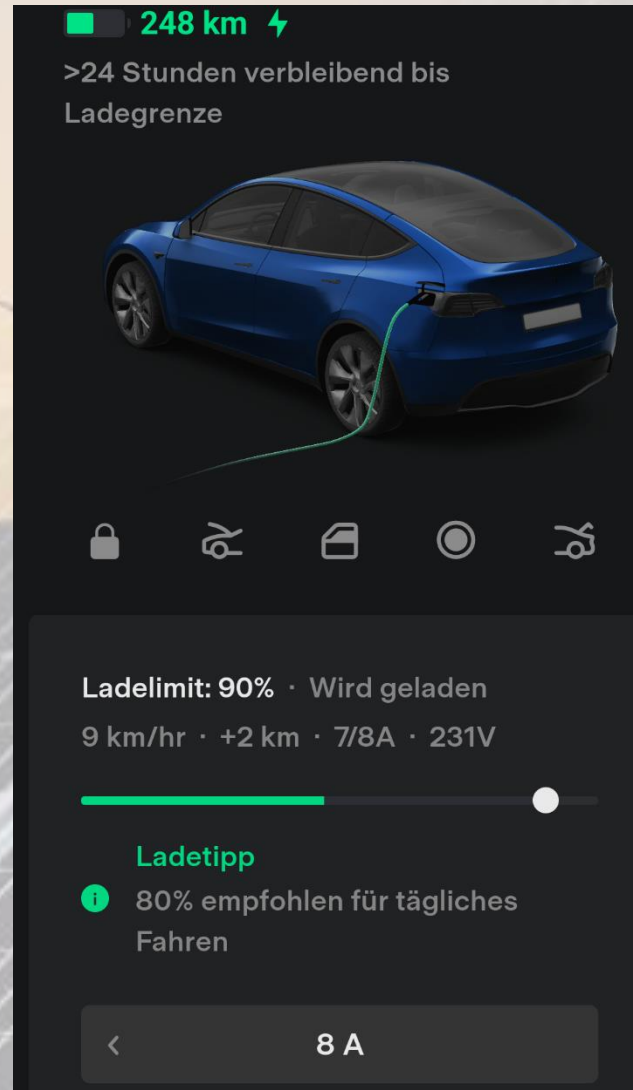 248 km
>24 Stunden verbleibend bis
Ladegrenze
Ladelimit: 90% · Wird geladen
9 km/hr · +2 km · 7/8A · 231V
Ladetipp
80% empfohlen für tägliches
Fahren
8 A